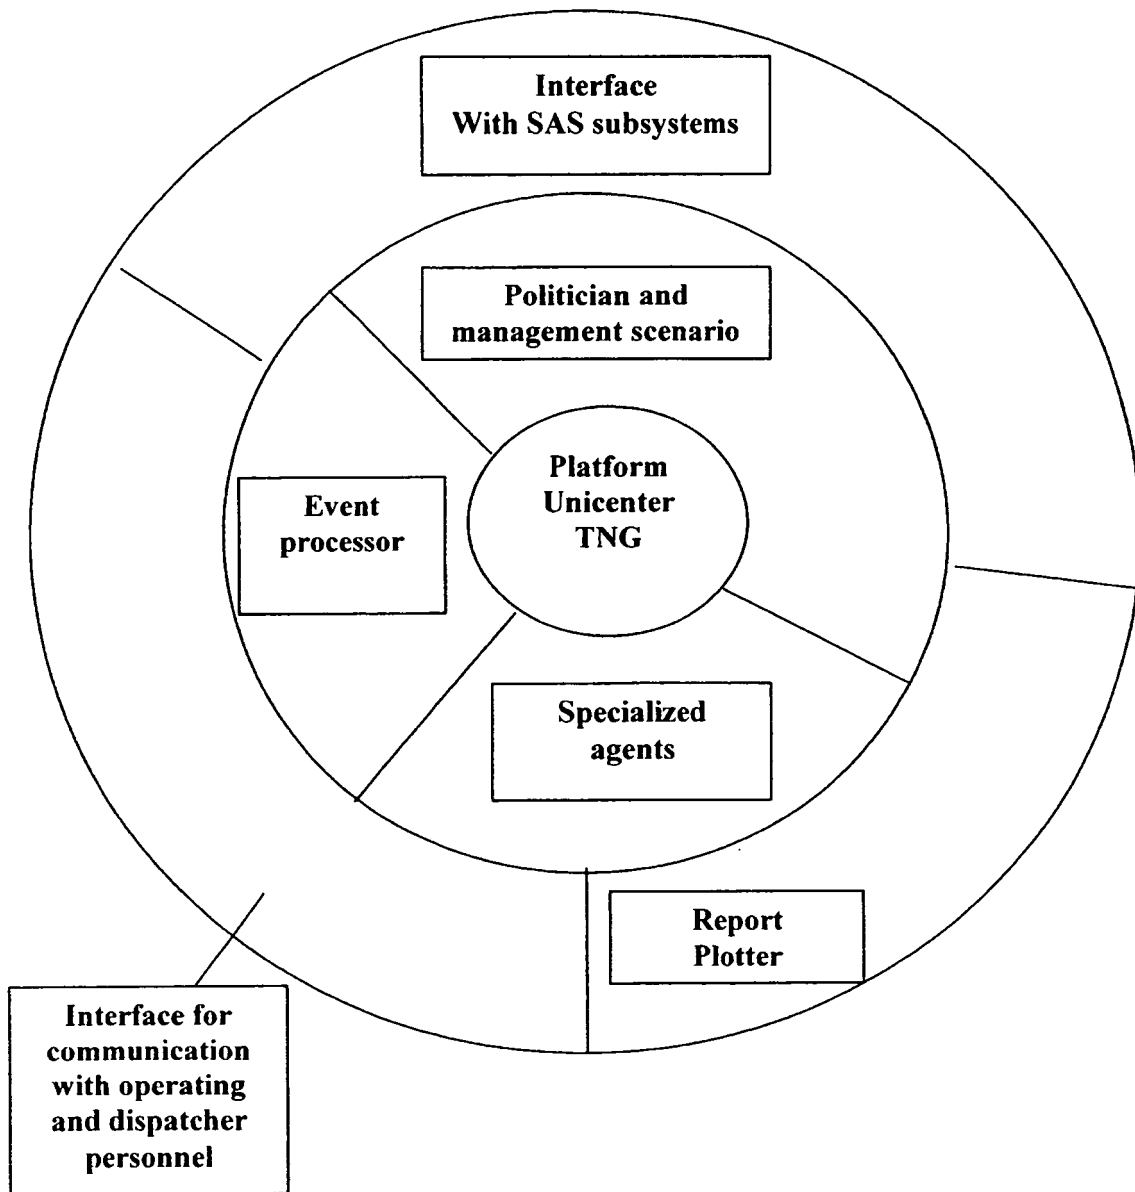 Interface
With SAS subsystems
Politician and
management scenario
Platform
Unicenter
TNG
Event
processor
Specialized
agents
Report
Plotter
Interface for
communication
with operating
and dispatcher
personnel